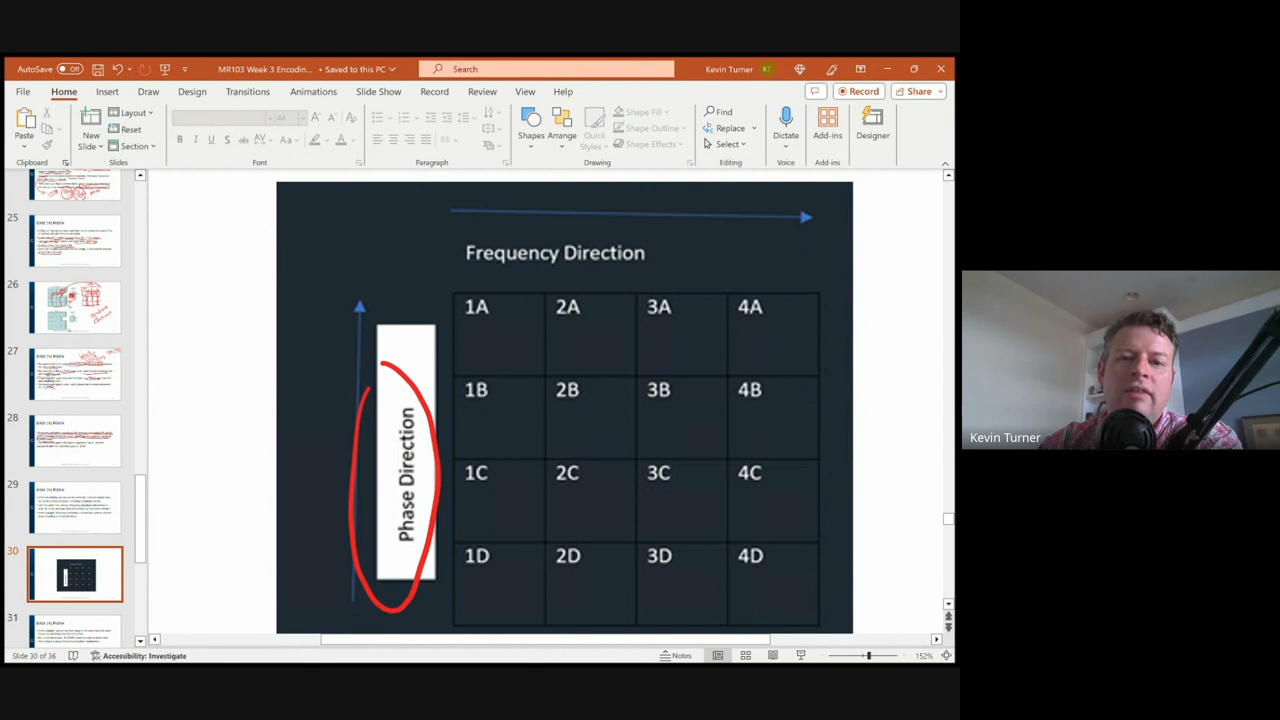 AutoSave Off MR103 Week 3 Encodin... • Saved to this PC Search Kevin Turner KT
File Home Insert Draw Design Transitions Animations Slide Show Record Review View Help Record Share
Paste
New
Slide
Layout
Reset
Section
44
B I U S ab AV Aa A
Shapes
Arrange
Quick
Styles
Shape Fill
Shape Outline
Shape Effects
Find
Replace
Select
Dictate
Add-ins
Designer
Clipboard Slides Font Paragraph Drawing Editing Voice Add-ins
25
26
27
28
29
30
31
Frequency Direction
Phase Direction
1A 2A 3A 4A
1B 2B 3B 4B
1C 2C 3C 4C
1D 2D 3D 4D
Kevin Turner
Slide 30 of 36 Accessibility: Investigate Notes 152%